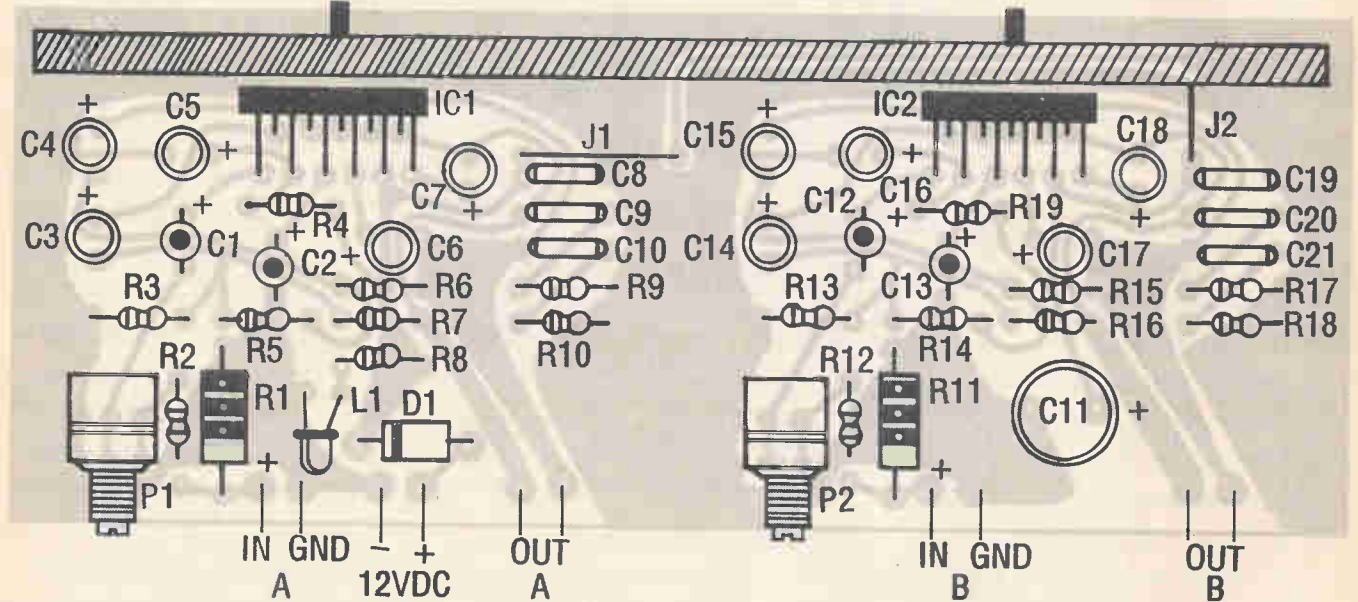 + C5 IC1 + IC2 C18 J2
C4 + J1 C15 +
C7 C8 C16 C19
+ + + + C12 + +
C3 C1 R4 C9 C14 R19 C20
+ C2 + C6 C10 + C13 + C17 C21
R3 R6 R9 R13 R15 R17
R5 R7 R10 R14 R16 R18
R2 R8 R12
R1 L1 D1 R11 C11 +
P1 + P2 +
IN GND - + OUT IN GND OUT
A 12VDC A B B